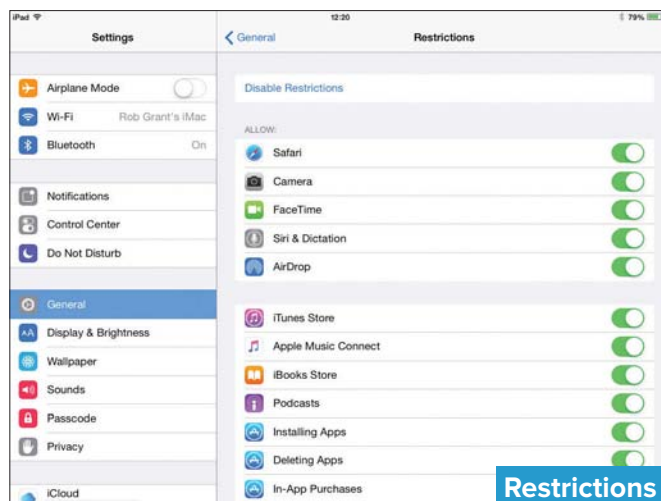 iPad 12:20 79%
Settings
General Restrictions
Airplane Mode
Wi-Fi Rob Grant's iMac
Bluetooth On
Notifications
Control Center
Do Not Disturb
General
Display & Brightness
Wallpaper
Sounds
Passcode
Privacy
iCloud
Disable Restrictions
ALLOW:
Safari
Camera
FaceTime
Siri & Dictation
AirDrop
iTunes Store
Apple Music Connect
iBooks Store
Podcasts
Installing Apps
Deleting Apps
In-App Purchases
Restrictions